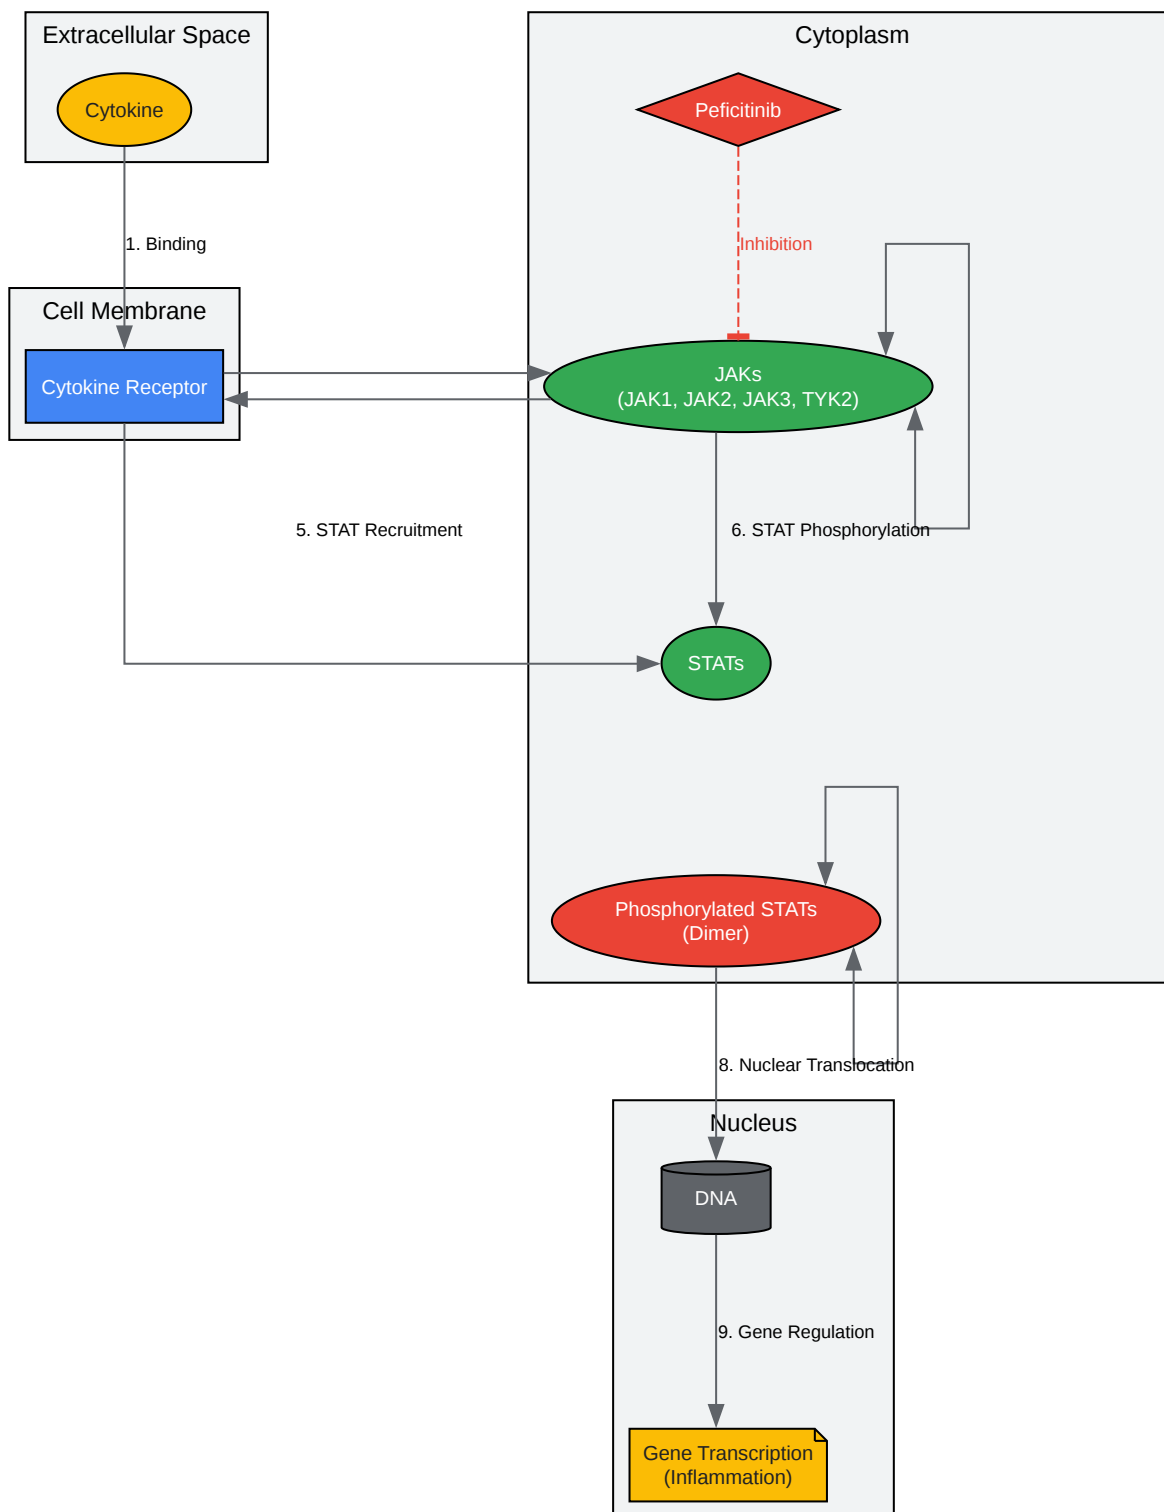 Extracellular Space
Cytokine
Cytoplasm
Peficitinib
1. Binding
Inhibition
Cell Membrane
Cytokine Receptor
JAKs
(JAK1, JAK2, JAK3, TYK2)
5. STAT Recruitment
6. STAT Phosphorylation
STATs
Phosphorylated STATs
(Dimer)
8. Nuclear Translocation
Nucleus
DNA
9. Gene Regulation
Gene Transcription
(Inflammation)